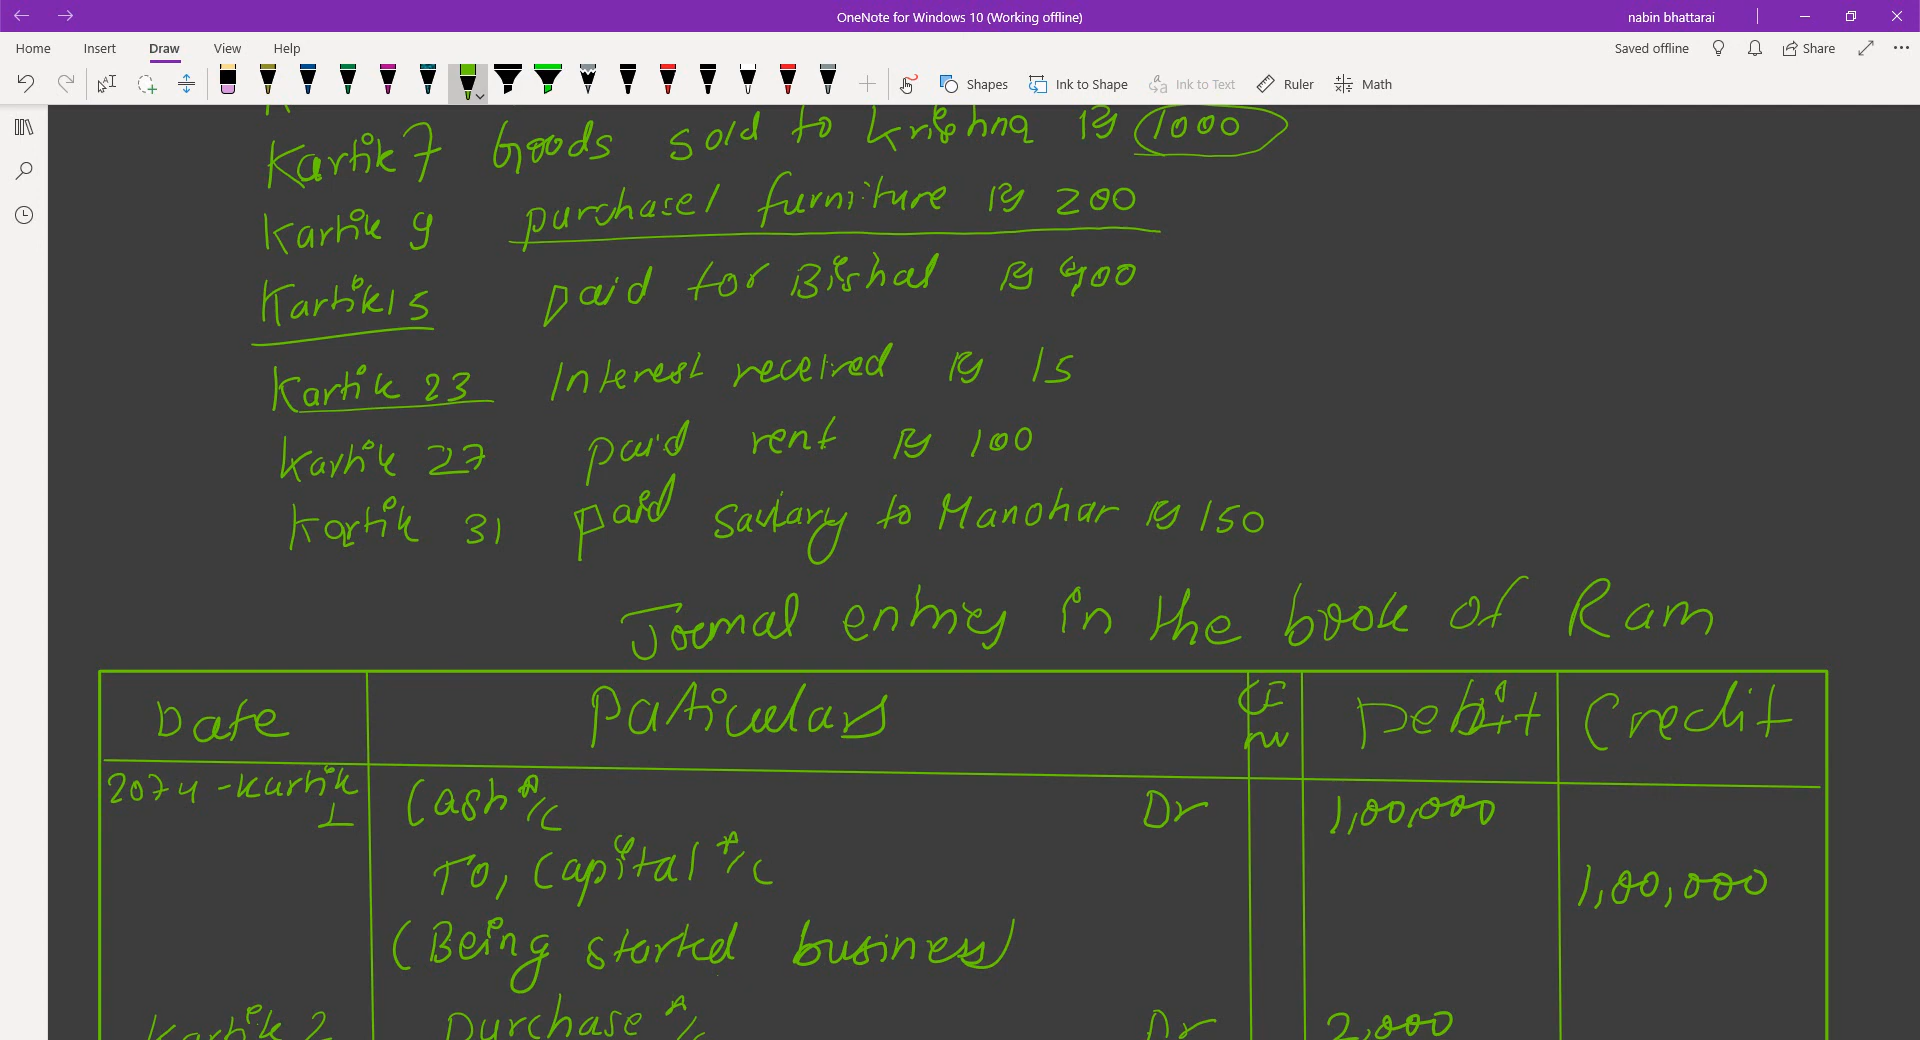 OneNote for Windows 10 (Working offline)
nabin bhattarai
Home Insert Draw View Help
Saved offline Share
Shapes Ink to Shape Ink to Text Ruler Math
Kartik 7 Goods sold to Krishna Rs 1000
Kartik 9 purchasel furniture Rs 200
Kartik 15 paid for Bishal Rs 400
Kartik 23 Interest received Rs 15
Kartik 27 paid rent Rs 100
Kartik 31 paid to Manohar Rs 150
Journal entries in the book of Ram
Date Paticulars Debit Credit
2074-Kartik Cash A/c Dr 1,00,000
1
To, Capital A/c 1,00,000
(Being started business)
Kartik 2 Purchase A/c Dr 2,000